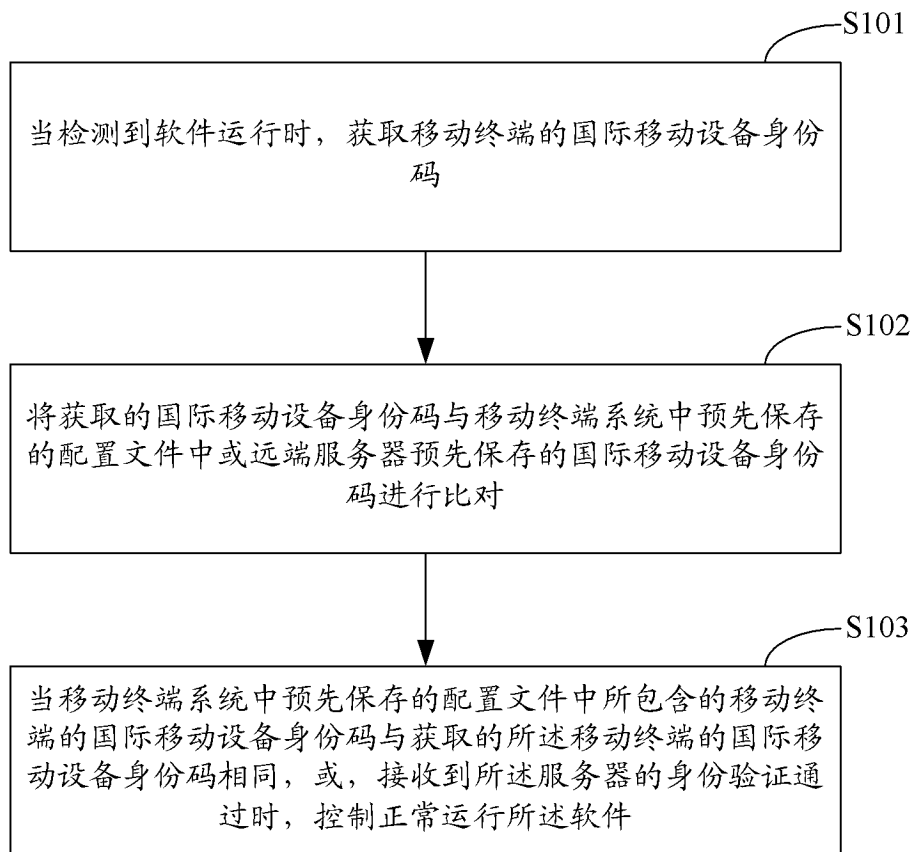 S101
当检测到软件运行时，获取移动终端的国际移动设备身份
码
S102
将获取的国际移动设备身份码与移动终端系统中预先保存
的配置文件中或远端服务器预先保存的国际移动设备身份
码进行比对
S103
当移动终端系统中预先保存的配置文件中所包含的移动终
端的国际移动设备身份码与获取的所述移动终端的国际移
动设备身份码相同，或，接收到所述服务器的身份验证通
过时，控制正常运行所述软件